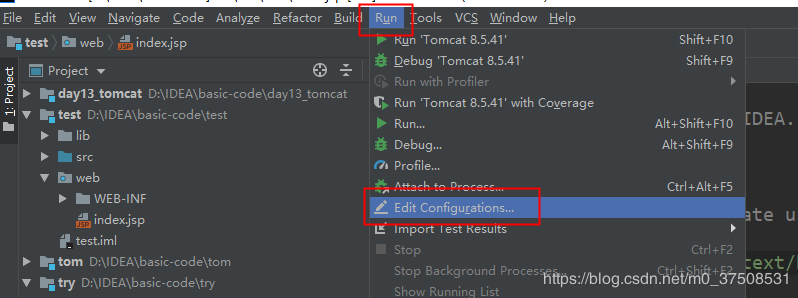 File Edit View Navigate Code Analyze Refactor Build Run Tools VCS Window Help
test web index.jsp
1: Project
Project
day13_tomcat D:\IDEA\basic-code\day13_tomcat
test D:\IDEA\basic-code\test
lib
src
web
WEB-INF
index.jsp
test.iml
tom D:\IDEA\basic-code\tom
try D:\IDEA\basic-code\try
Run 'Tomcat 8.5.41' Shift+F10
Debug 'Tomcat 8.5.41' Shift+F9
Run with Profiler
Run 'Tomcat 8.5.41' with Coverage
Run... Alt+Shift+F10
Debug... Alt+Shift+F9
Profile...
Attach to Process... Ctrl+Alt+F5
Edit Configurations...
Import Test Results
Stop Ctrl+F2
Stop Background Processes...
Show Running List
IDEA.
ate u
text/
https://blog.csdn.net/m0_37508531